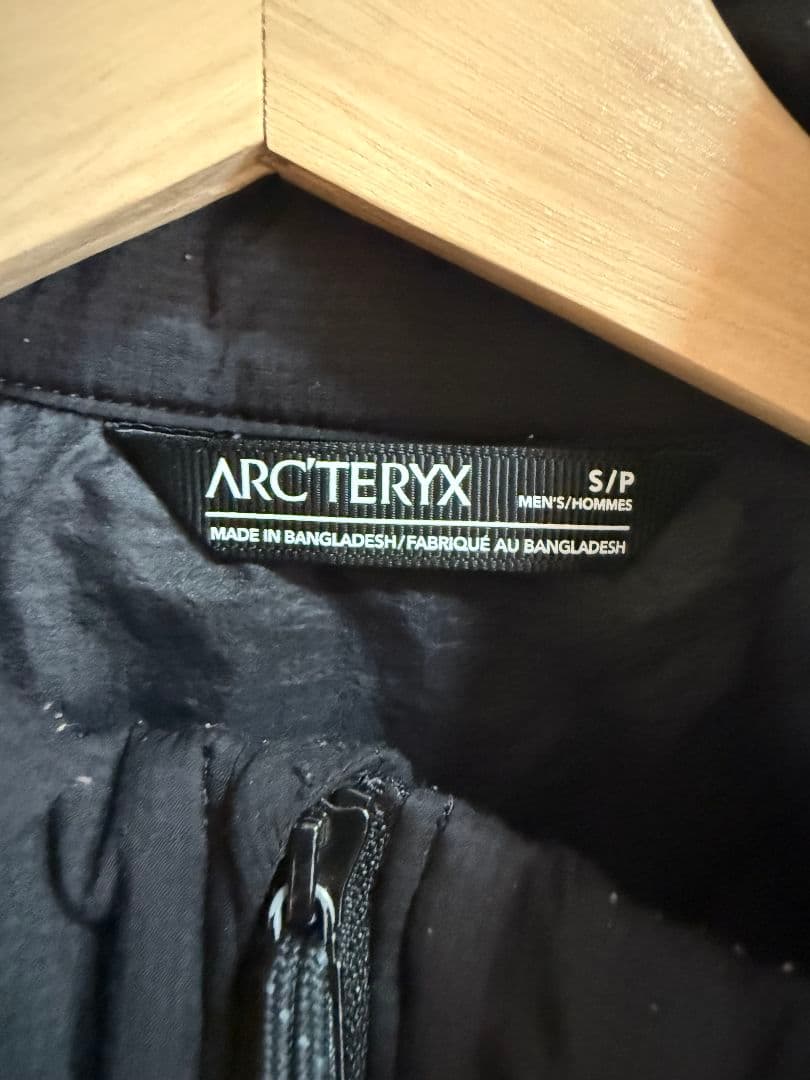 ARC'TERYX
S/P
MEN'S/HOMMES
MADE IN BANGLADESH/FABRIQUÉ AU BANGLADESH